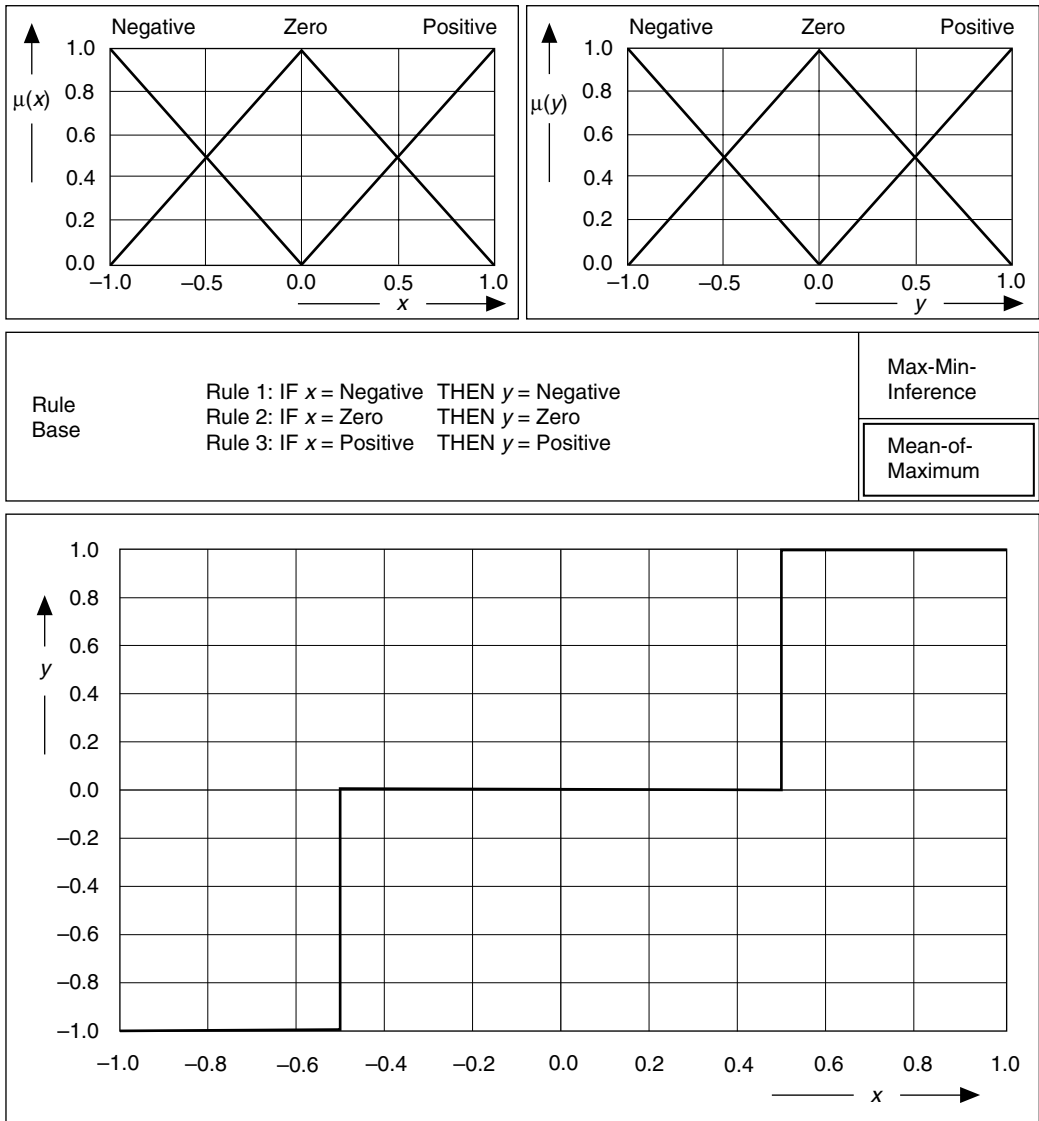 Negative Zero Positive
1.0
0.8
μ(x)
0.6
0.4
0.2
0.0
–1.0 –0.5 0.0 0.5 1.0
x
Negative Zero Positive
1.0
0.8
μ(y)
0.6
0.4
0.2
0.0
–1.0 –0.5 0.0 0.5 1.0
y
Rule
Base
Rule 1: IF x = Negative THEN y = Negative
Rule 2: IF x = Zero THEN y = Zero
Rule 3: IF x = Positive THEN y = Positive
Max-Min-
Inference
Mean-of-
Maximum
1.0
0.8
0.6
y
0.4
0.2
0.0
–0.2
–0.4
–0.6
–0.8
–1.0
–1.0 –0.8 –0.6 –0.4 –0.2 0.0 0.2 0.4 0.6 0.8 1.0
x